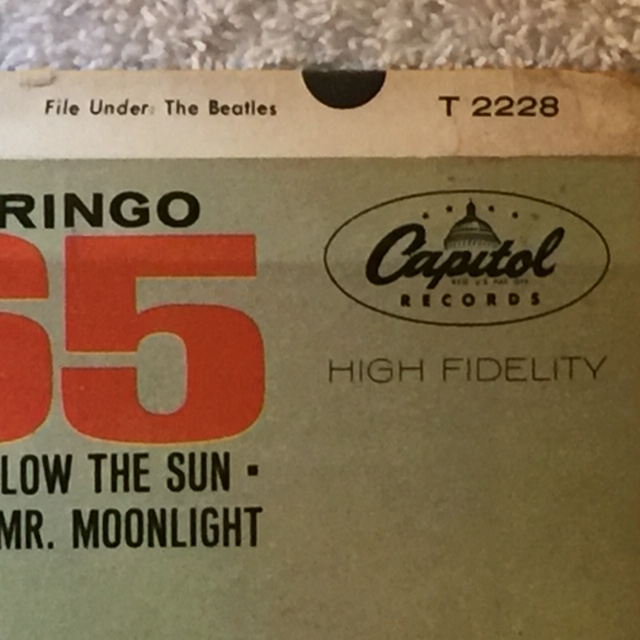 File Under: The Beatles
T 2228
RINGO
65
Capitol
RECORDS
HIGH FIDELITY
LOW THE SUN ▪
MR. MOONLIGHT